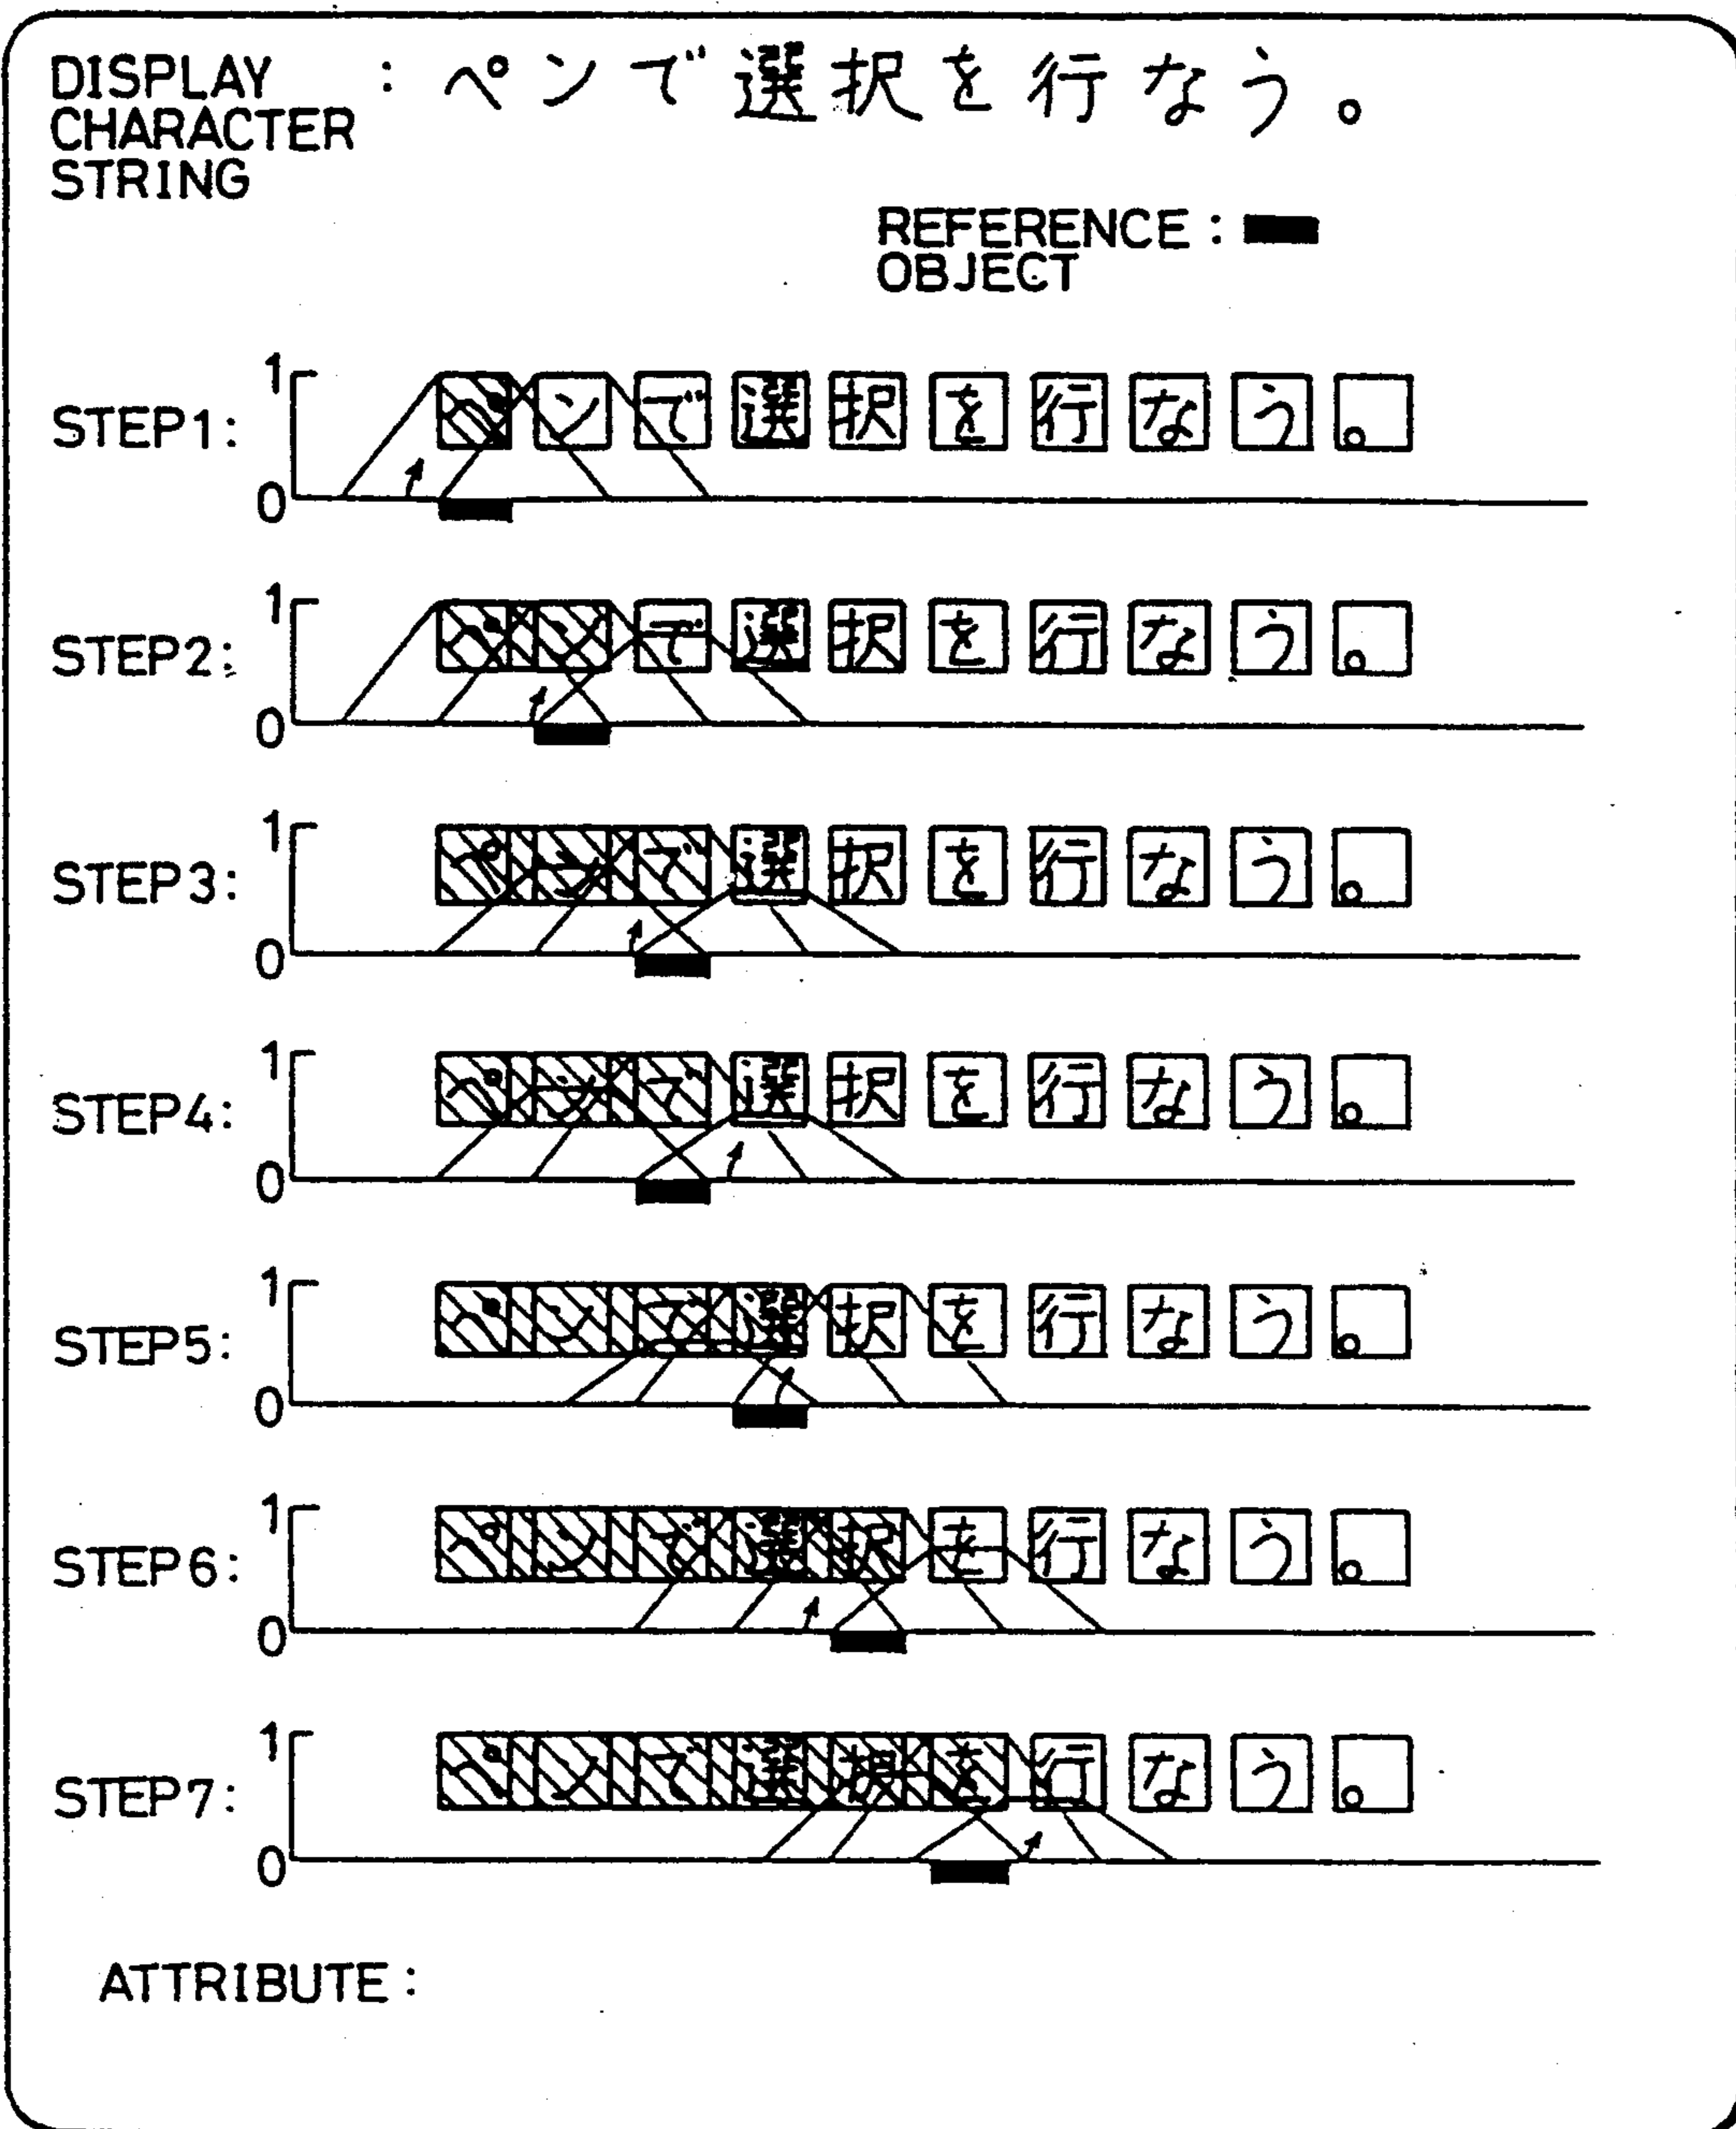 DISPLAY : ペンで選択を行なう。
CHARACTER
STRING
REFERENCE :
OBJECT
1
STEP1: ペンで選択を行なう。
0
1
STEP2: ペンで選択を行なう。
0
1
STEP3: ペンで選択を行なう。
0
1
STEP4: ペンで選択を行なう。
0
1
STEP5: ペンで選択を行なう。
0
1
STEP6: ペンで選択を行なう。
0
1
STEP7: ペンで選択を行なう。
0
ATTRIBUTE :